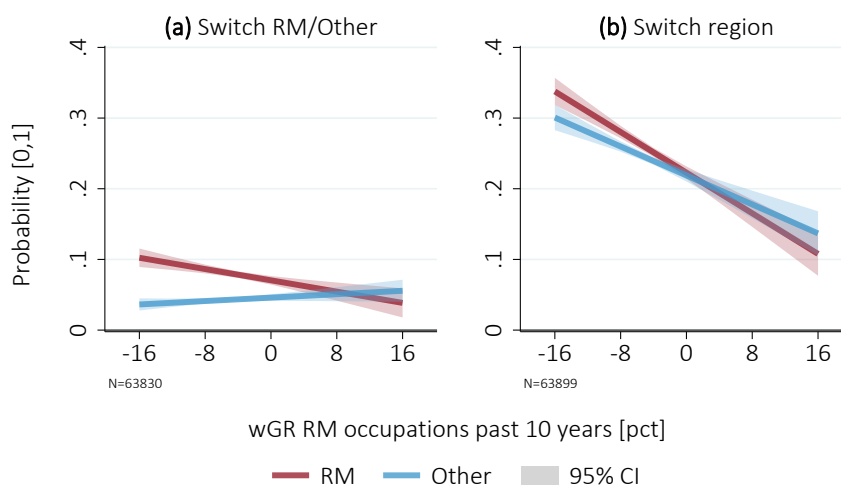 (a) Switch RM/Other
(b) Switch region
Probability [0,1]
.4
.3
.2
.1
0
-16 -8 0 8 16
N=63830
.4
.3
.2
.1
0
-16 -8 0 8 16
N=63899
wGR RM occupations past 10 years [pct]
RM Other 95% CI